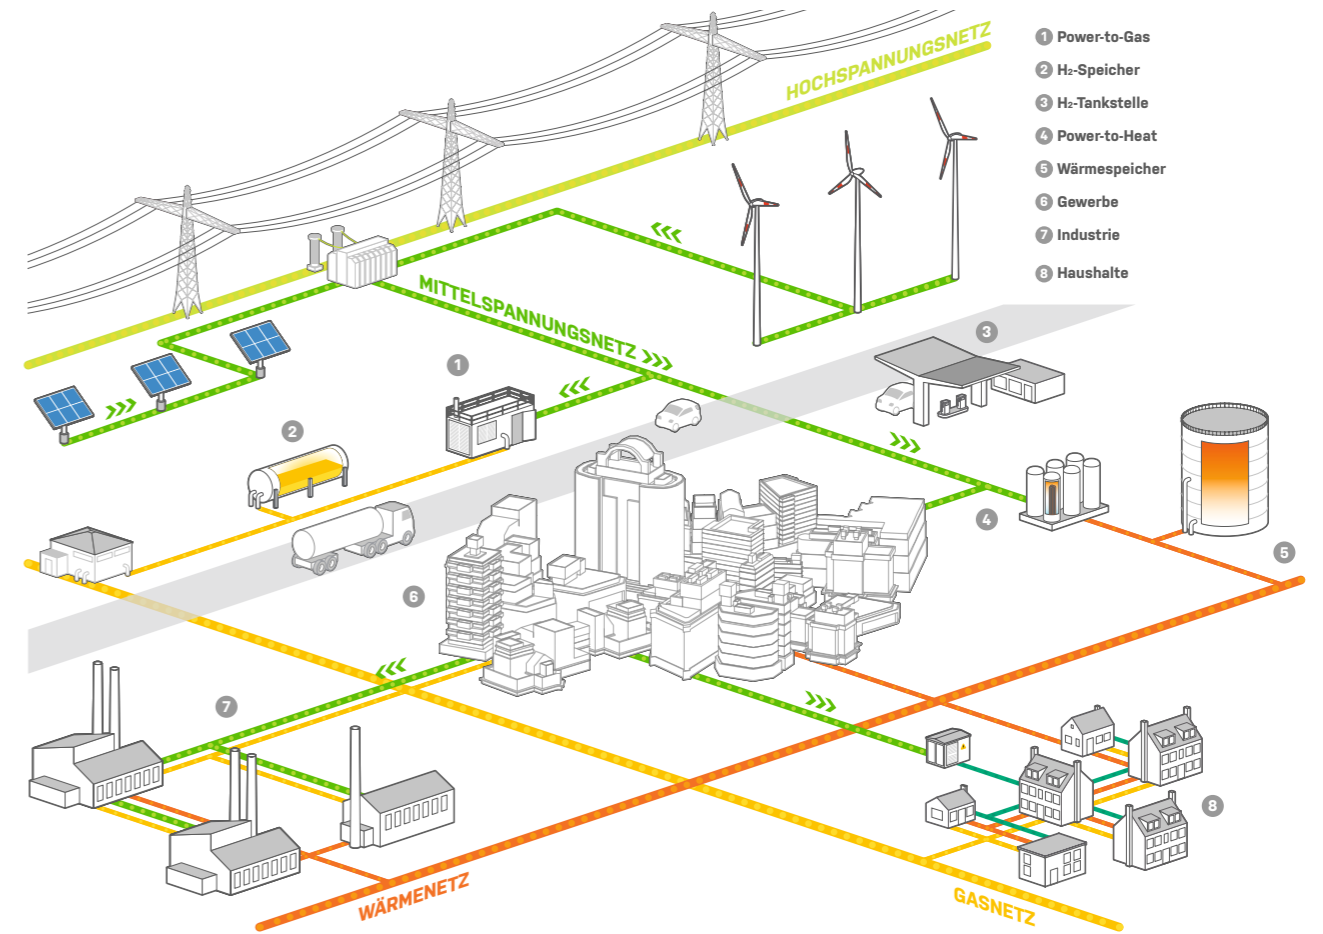 HOCHSPANNUNGSNETZ
1 Power-to-Gas
2 H2-Speicher
3 H2-Tankstelle
4 Power-to-Heat
5 Wärmespeicher
6 Gewerbe
7 Industrie
8 Haushalte
MITTELSPANNUNGSNETZ
3
1
2
4
5
6
7
8
WÄRMENETZ
GASNETZ